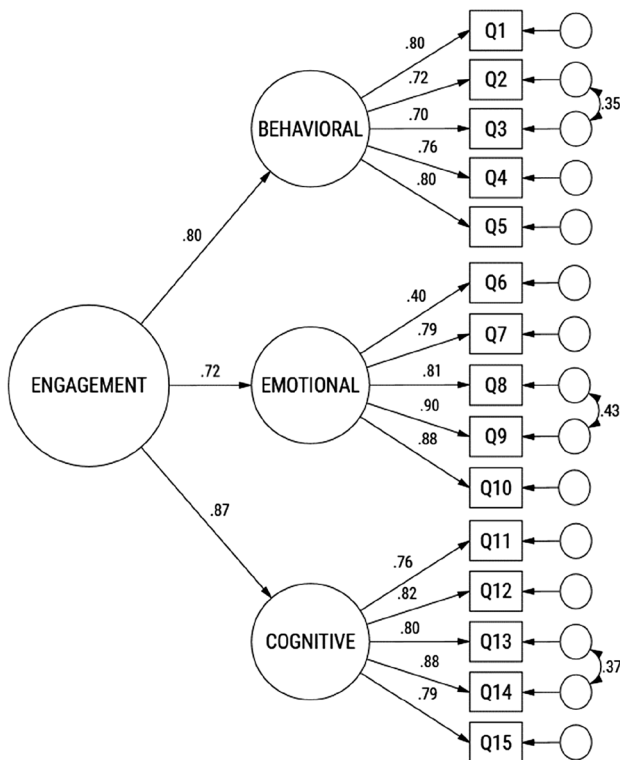 .80 Q1
.72 Q2
.35
BEHAVIORAL .70 Q3
.76 Q4
.80 Q5
.80
.40 Q6
.79 Q7
ENGAGEMENT .72 EMOTIONAL .81 Q8
.43
.90 Q9
.88 Q10
.87
.76 Q11
.82 Q12
COGNITIVE .80 Q13
.37
.88 Q14
.79 Q15